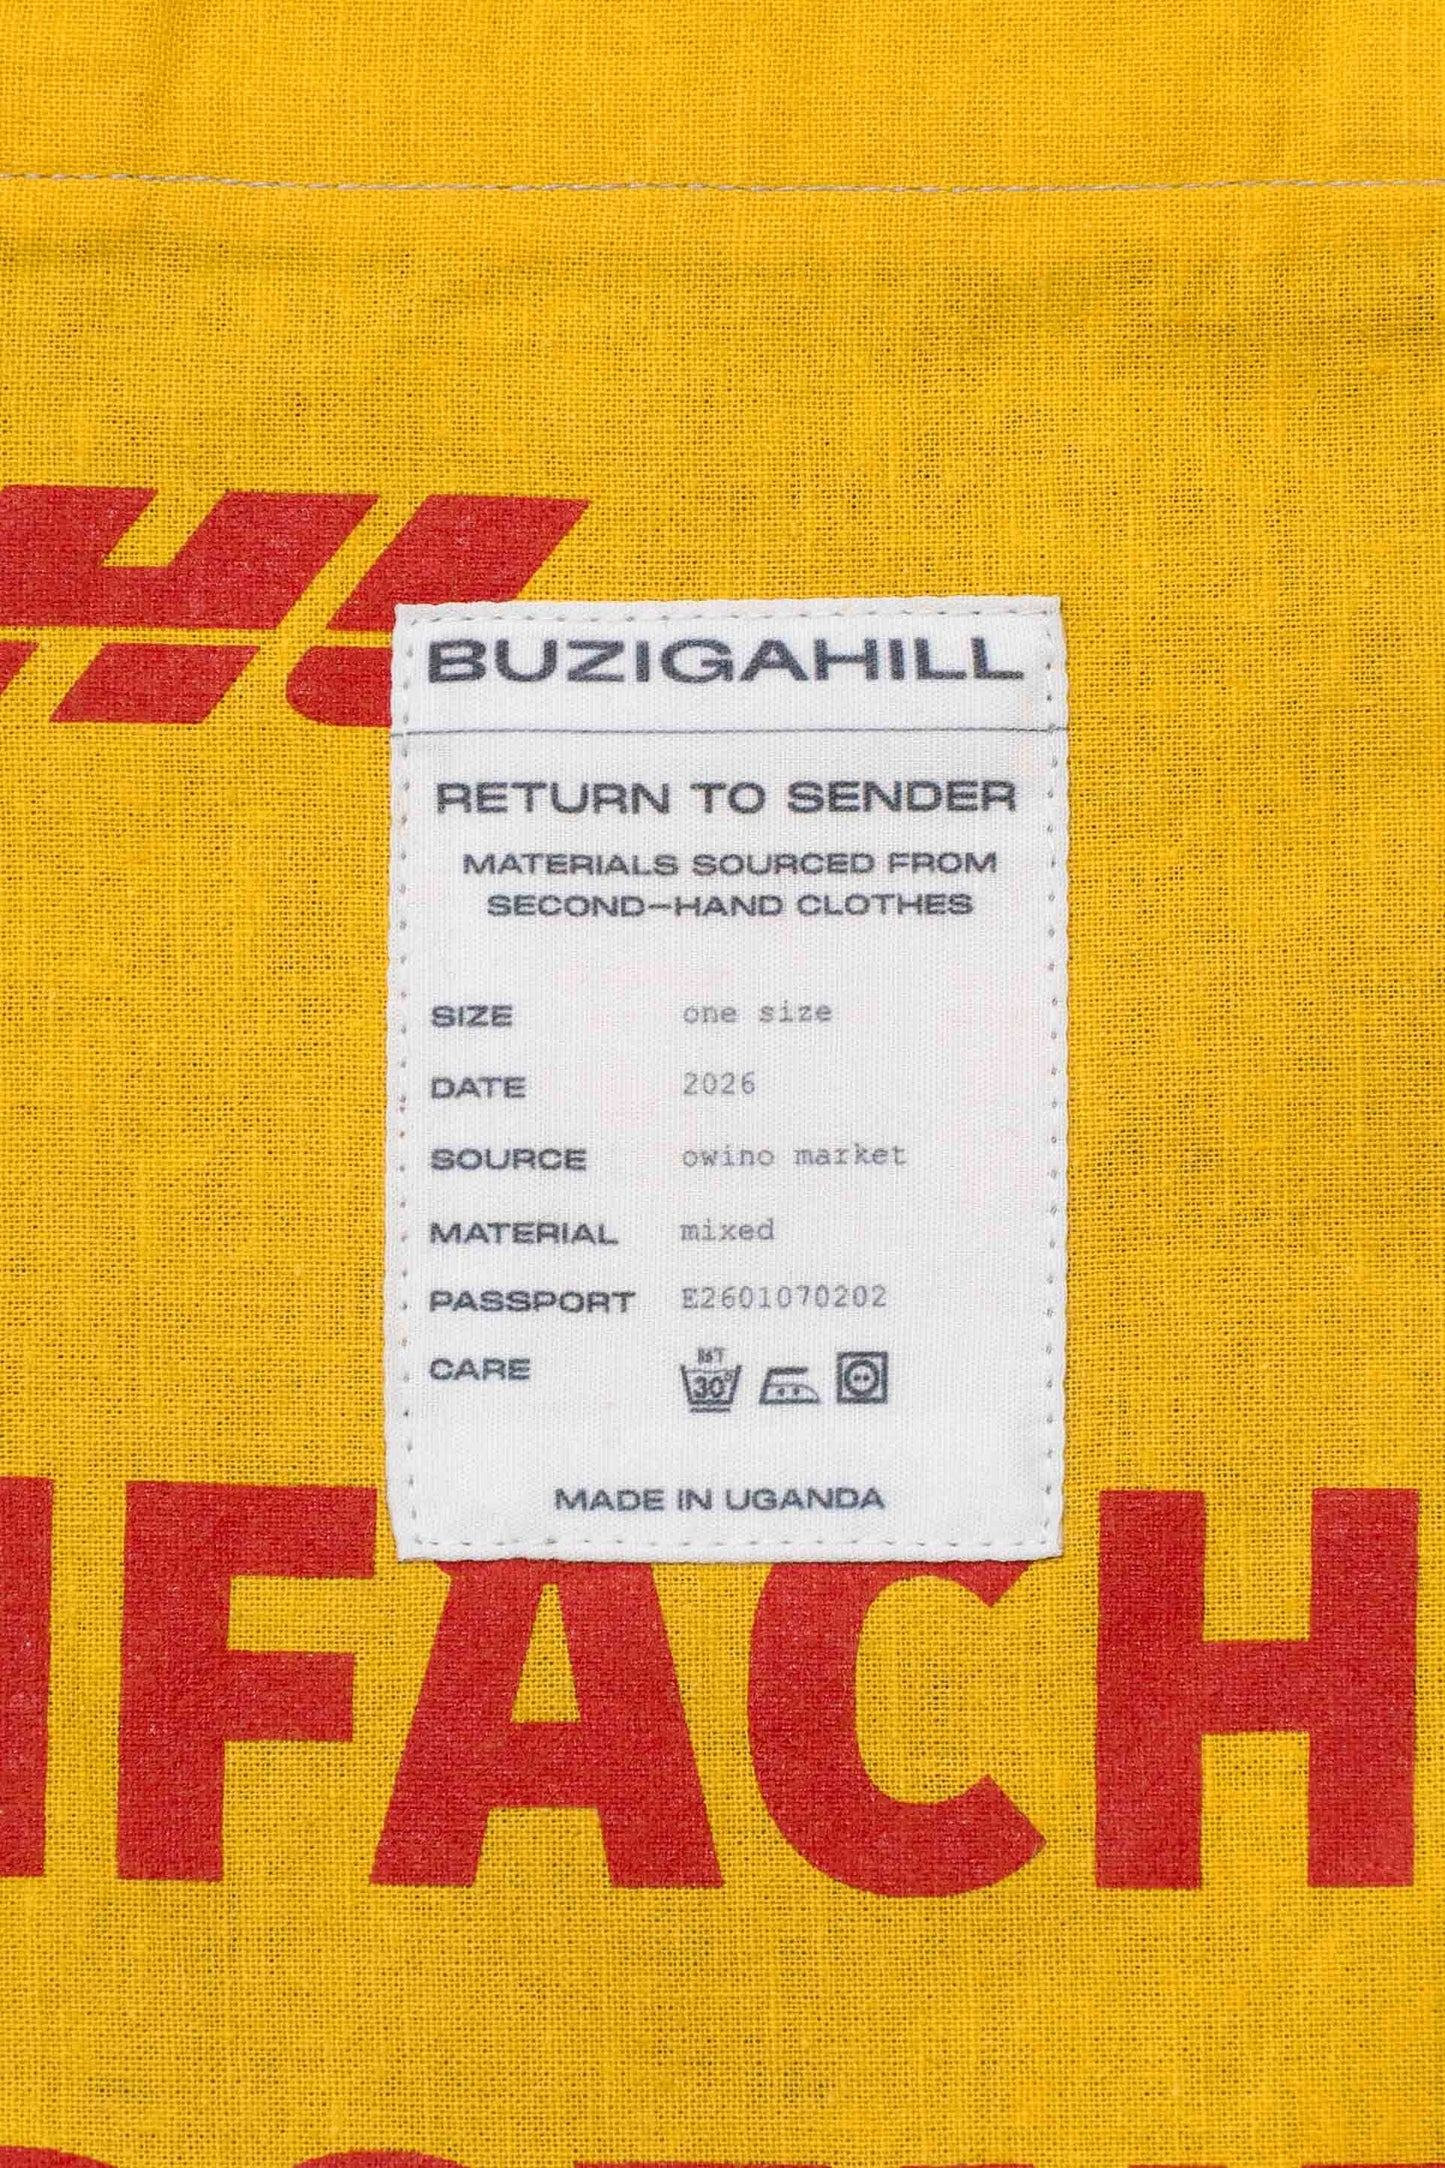 BUZIGAHILL
RETURN TO SENDER
MATERIALS SOURCED FROM
SECOND-HAND CLOTHES
SIZE one size
DATE 2026
SOURCE owino market
MATERIAL mixed
PASSPORT E2601070202
CARE 30°
MADE IN UGANDA
FACH